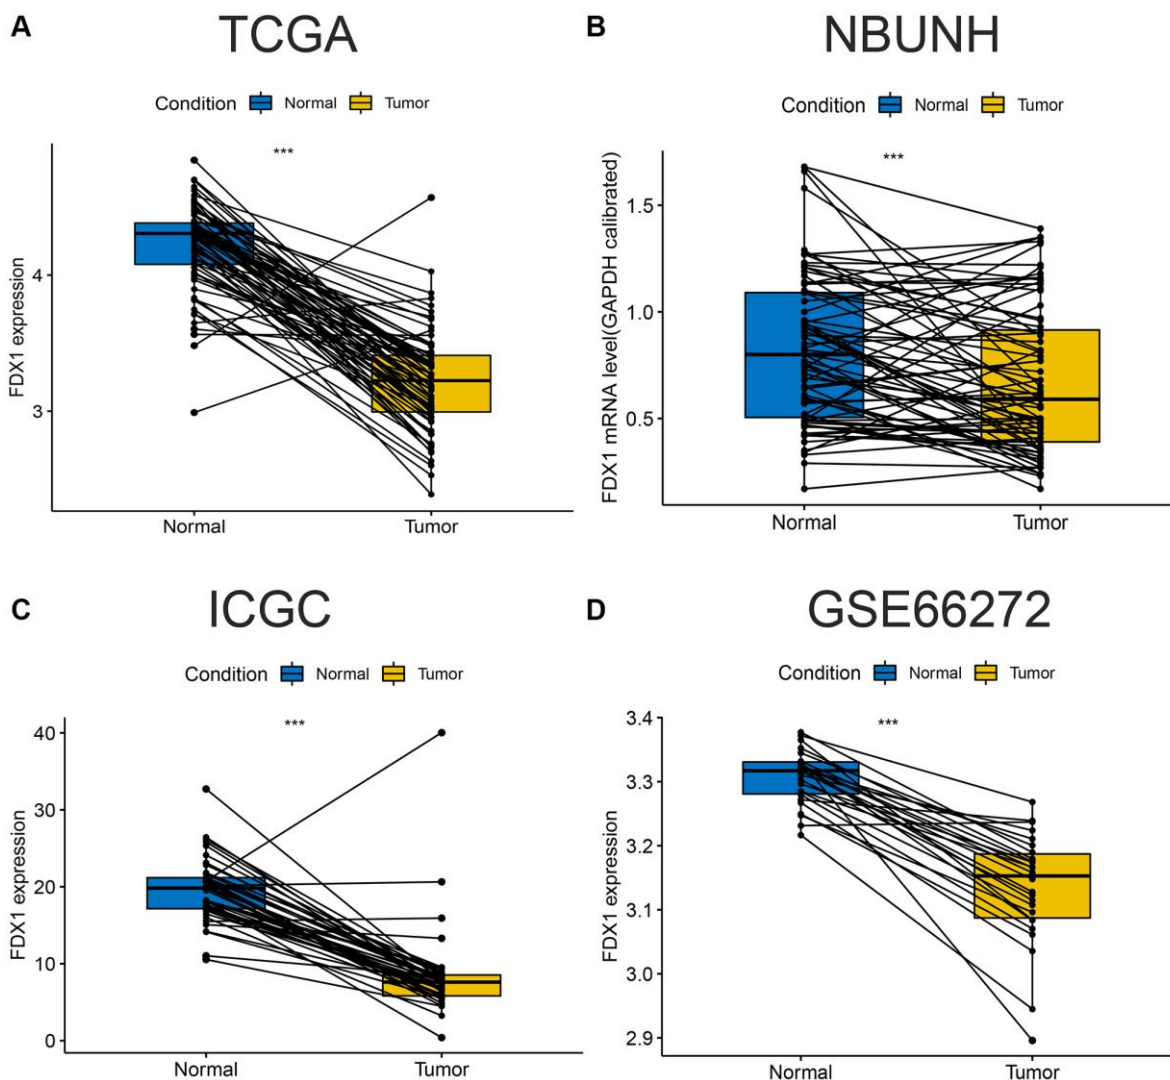 A
TCGA
Condition Normal Tumor
***
FDX1 expression
4
3
Normal Tumor
B
NBUNH
Condition Normal Tumor
***
FDX1 mRNA level(GAPDH calibrated)
1.5
1.0
0.5
Normal Tumor
C
ICGC
Condition Normal Tumor
***
FDX1 expression
40
30
20
10
0
Normal Tumor
D
GSE66272
Condition Normal Tumor
***
FDX1 expression
3.4
3.3
3.2
3.1
3.0
2.9
Normal Tumor